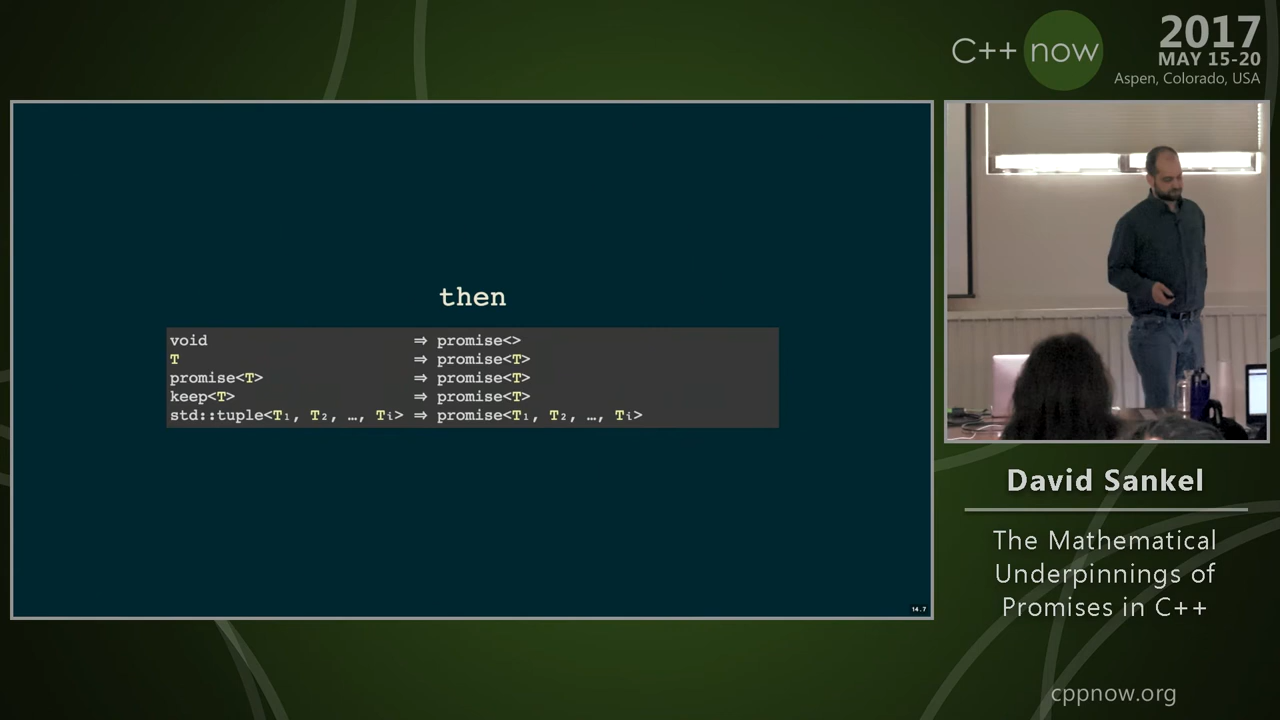 C++ now
2017
MAY 15-20
Aspen, Colorado, USA
then
void ⇒ promise<>
T ⇒ promise<T>
promise<T> ⇒ promise<T>
keep<T> ⇒ promise<T>
std::tuple<T₁, T₂, …, Tᵢ> ⇒ promise<T₁, T₂, …, Tᵢ>
14.7
David Sankel
The Mathematical
Underpinnings of
Promises in C++
cppnow.org